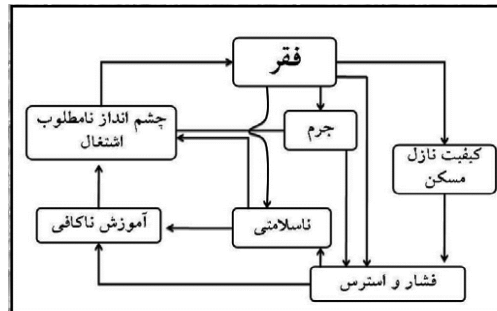 فقر
جرم
چشم انداز نامطلوب
اشتغال
کیفیت نازل
مسکن
آموزش ناکافی
ناسلامتی
فشار و استرس